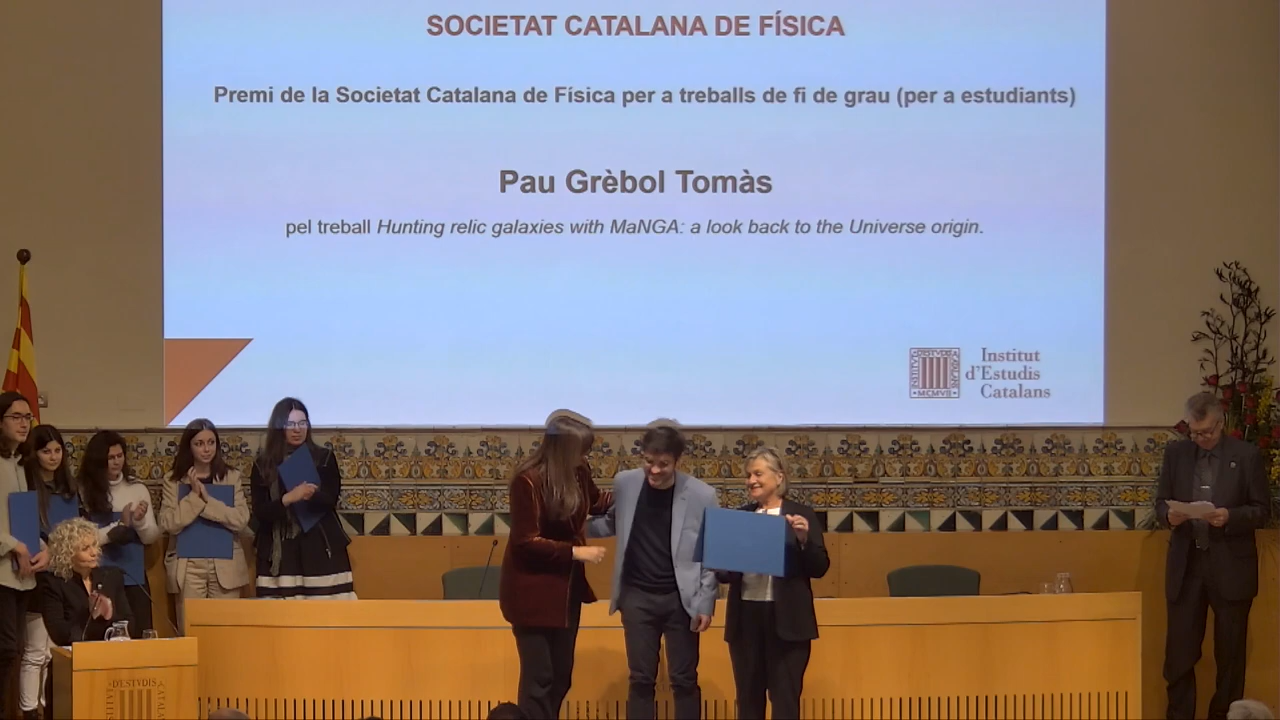 SOCIETAT CATALANA DE FÍSICA
Premi de la Societat Catalana de Física per a treballs de fi de grau (per a estudiants)
Pau Grèbol Tomàs
pel treball Hunting relic galaxies with MaNGA: a look back to the Universe origin.
Institut
d'Estudis
Catalans
·MCMVII·
D'ESTVDIS